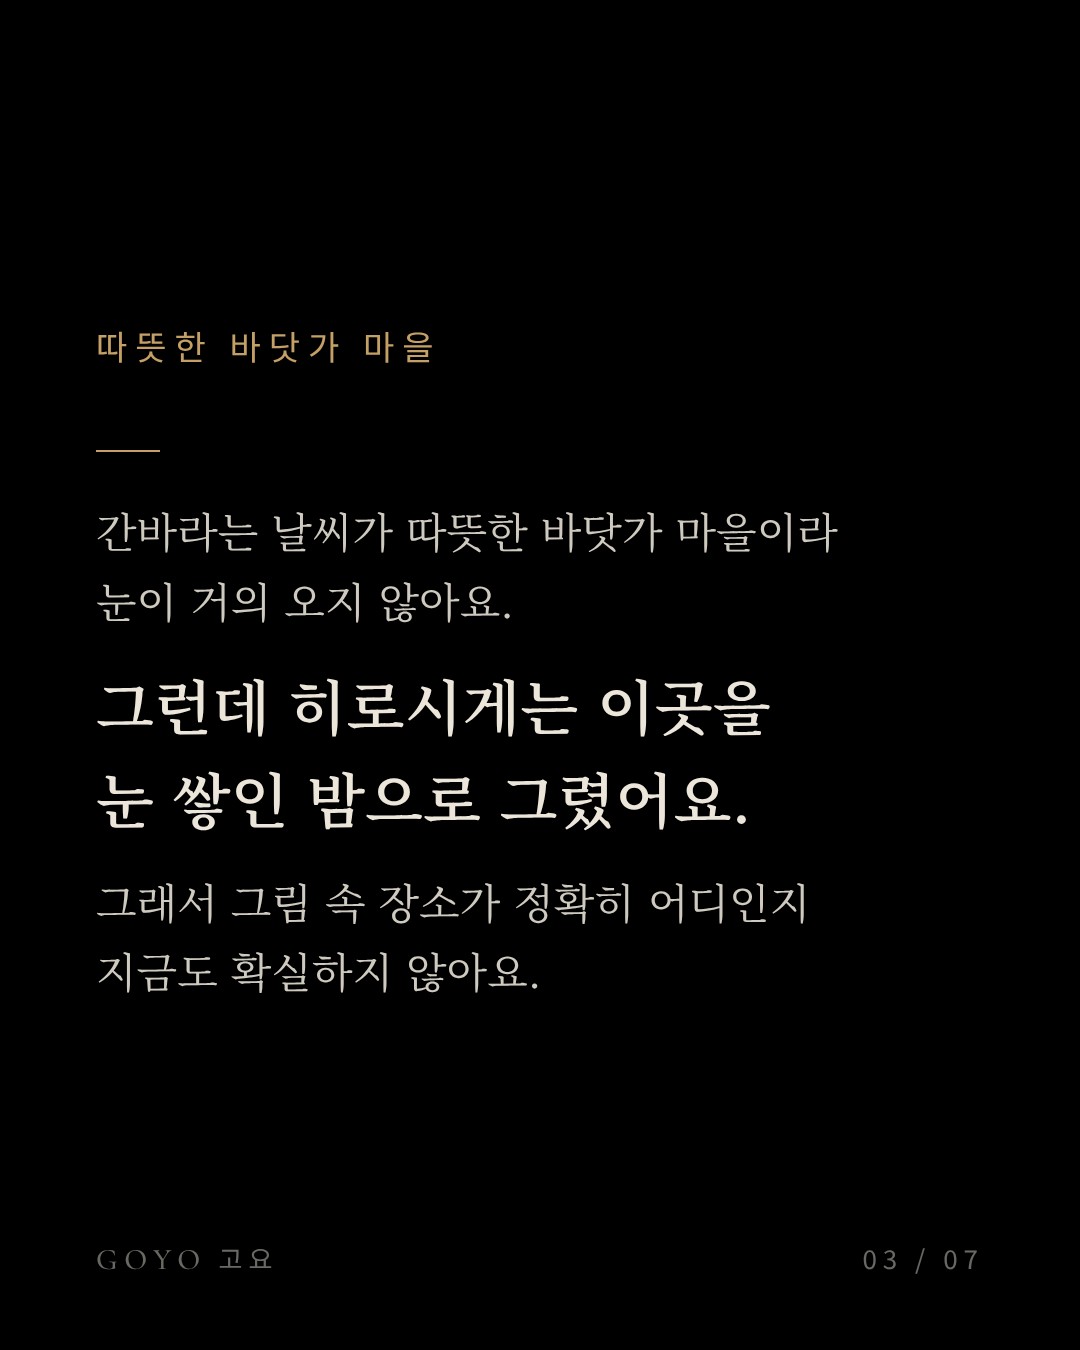 따뜻한 바닷가 마을
간바라는 날씨가 따뜻한 바닷가 마을이라
눈이 거의 오지 않아요.
그런데 히로시게는 이곳을
눈 쌓인 밤으로 그렸어요.
그래서 그림 속 장소가 정확히 어디인지
지금도 확실하지 않아요.
GOYO 고요
03 / 07